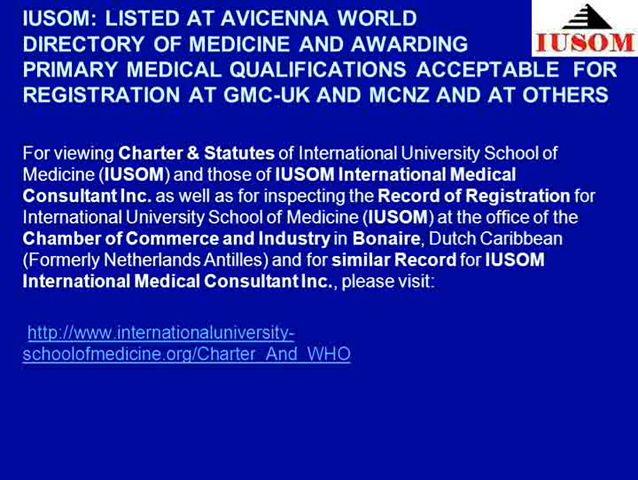 IUSOM: LISTED AT AVICENNA WORLD
DIRECTORY OF MEDICINE AND AWARDING
PRIMARY MEDICAL QUALIFICATIONS ACCEPTABLE FOR
REGISTRATION AT GMC-UK AND MCNZ AND AT OTHERS
IUSOM
For viewing Charter & Statutes of International University School of
Medicine (IUSOM) and those of IUSOM International Medical
Consultant Inc. as well as for inspecting the Record of Registration for
International University School of Medicine (IUSOM) at the office of the
Chamber of Commerce and Industry in Bonaire, Dutch Caribbean
(Formerly Netherlands Antilles) and for similar Record for IUSOM
International Medical Consultant Inc., please visit:
http://www.internationaluniversity-
schoolofmedicine.org/Charter_And_WHO